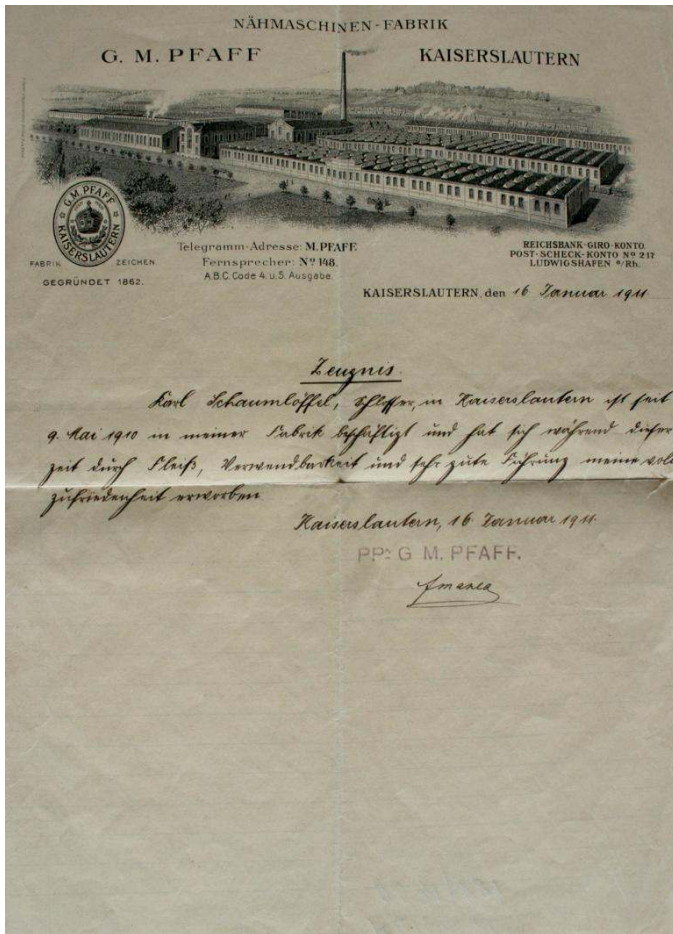 NÄHMASCHINEN-FABRIK
G. M. PFAFF KAISERSLAUTERN
G.M. PFAFF
KAISERSLAUTERN
FABRIK ZEICHEN.
GEGRÜNDET 1862.
Telegramm-Adresse: M. PFAFF
Fernsprecher: Nº 148.
A.B.C. Code 4. u. 5. Ausgabe.
REICHSBANK-GIRO-KONTO.
POST-SCHECK-KONTO Nº 217
LUDWIGSHAFEN a/Rh.
KAISERSLAUTERN, den 16 Januar 1911
Zeugnis.
Karl Schaumlöffel, Schlosser, in Kaiserslautern ist seit
9. Mai 1910 in meiner Fabrik beschäftigt und hat sich während dieser
Zeit durch Fleiß, Verwendbarkeit und sehr gute Führung meine voll
zufriedenheit erworben
Kaiserslautern, 16. Januar 1911.
PPa G. M. PFAFF.